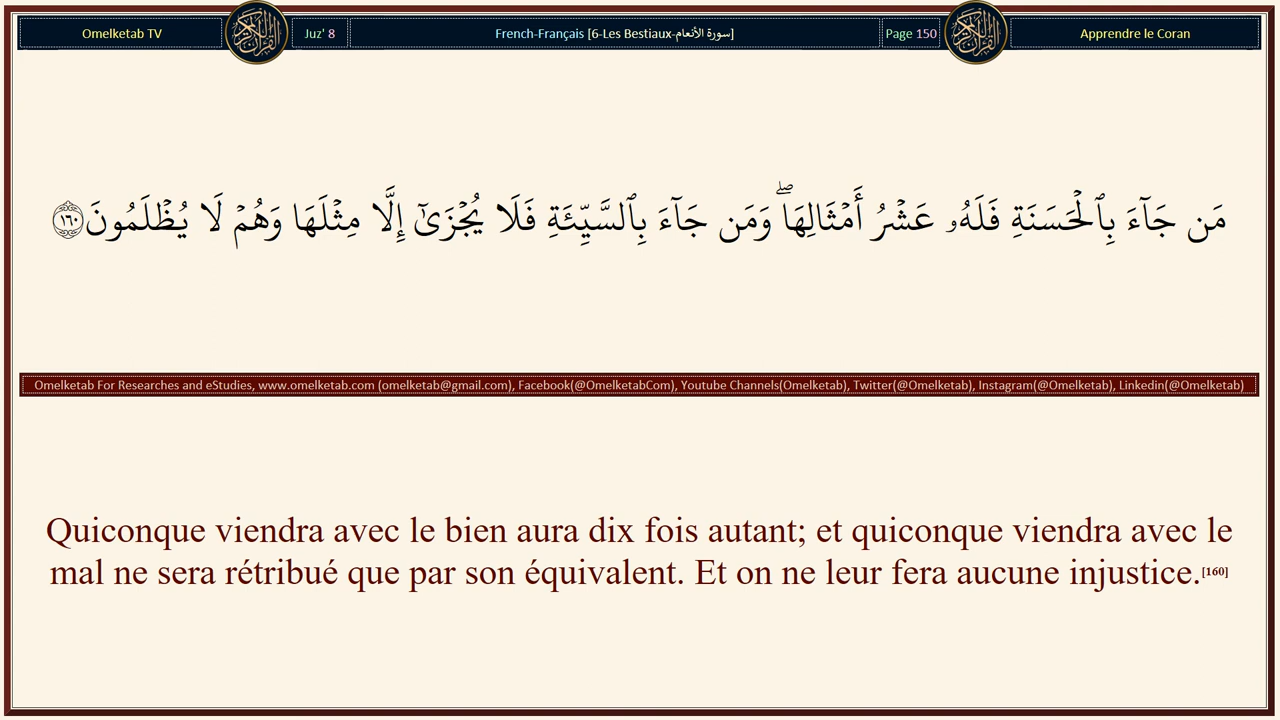 Omelketab TV
Juz' 8
French-Français [6-Les Bestiaux-سورة الأنعام]
Page 150
Apprendre le Coran
مَن جَآءَ بِٱلْحَسَنَةِ فَلَهُۥ عَشْرُ أَمْثَالِهَا ۖ وَمَن جَآءَ بِٱلسَّيِّئَةِ فَلَا يُجْزَىٰٓ إِلَّا مِثْلَهَا وَهُمْ لَا يُظْلَمُونَ ١٦٠
Omelketab For Researches and eStudies, www.omelketab.com (omelketab@gmail.com), Facebook(@OmelketabCom), Youtube Channels(Omelketab), Twitter(@Omelketab), Instagram(@Omelketab), Linkedin(@Omelketab)
Quiconque viendra avec le bien aura dix fois autant; et quiconque viendra avec le
mal ne sera rétribué que par son équivalent. Et on ne leur fera aucune injustice.[160]